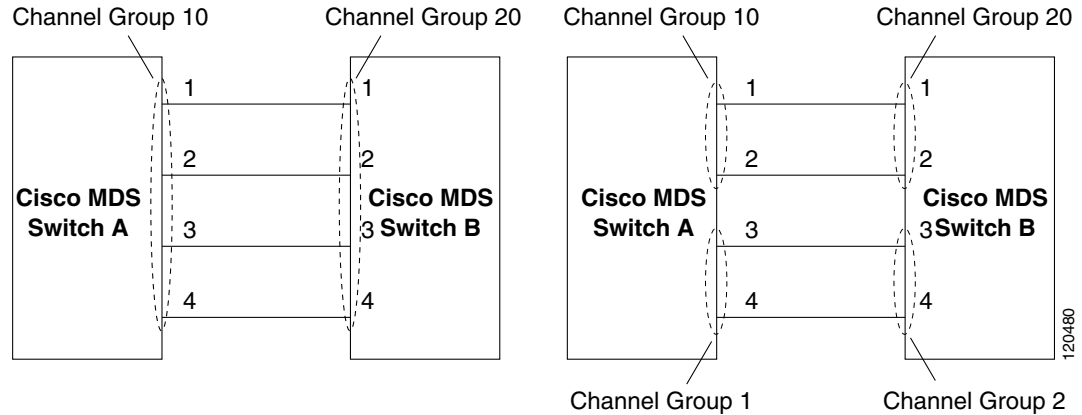 Channel Group 10
Channel Group 20
1
1
2
2
Cisco MDS
Switch A
Cisco MDS
Switch B
3
3
4
4
Channel Group 10
Channel Group 20
1
1
2
2
Cisco MDS
Switch A
Cisco MDS
Switch B
3
3
4
4
Channel Group 1
Channel Group 2
120480